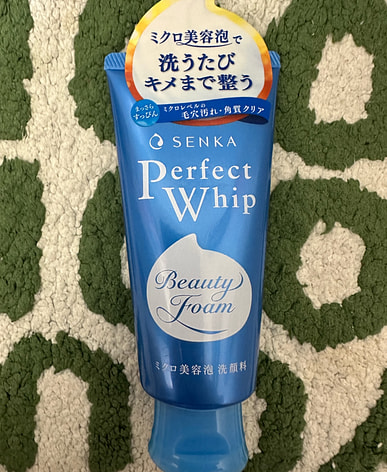 ミクロ美容泡で
洗うたび
キメまで整う
まっさら
すっぴん
ミクロレベルの
毛穴汚れ+角質クリア
SENKA
Perfect
Whip
Beauty
Foam
ミクロ美容泡 洗顔料